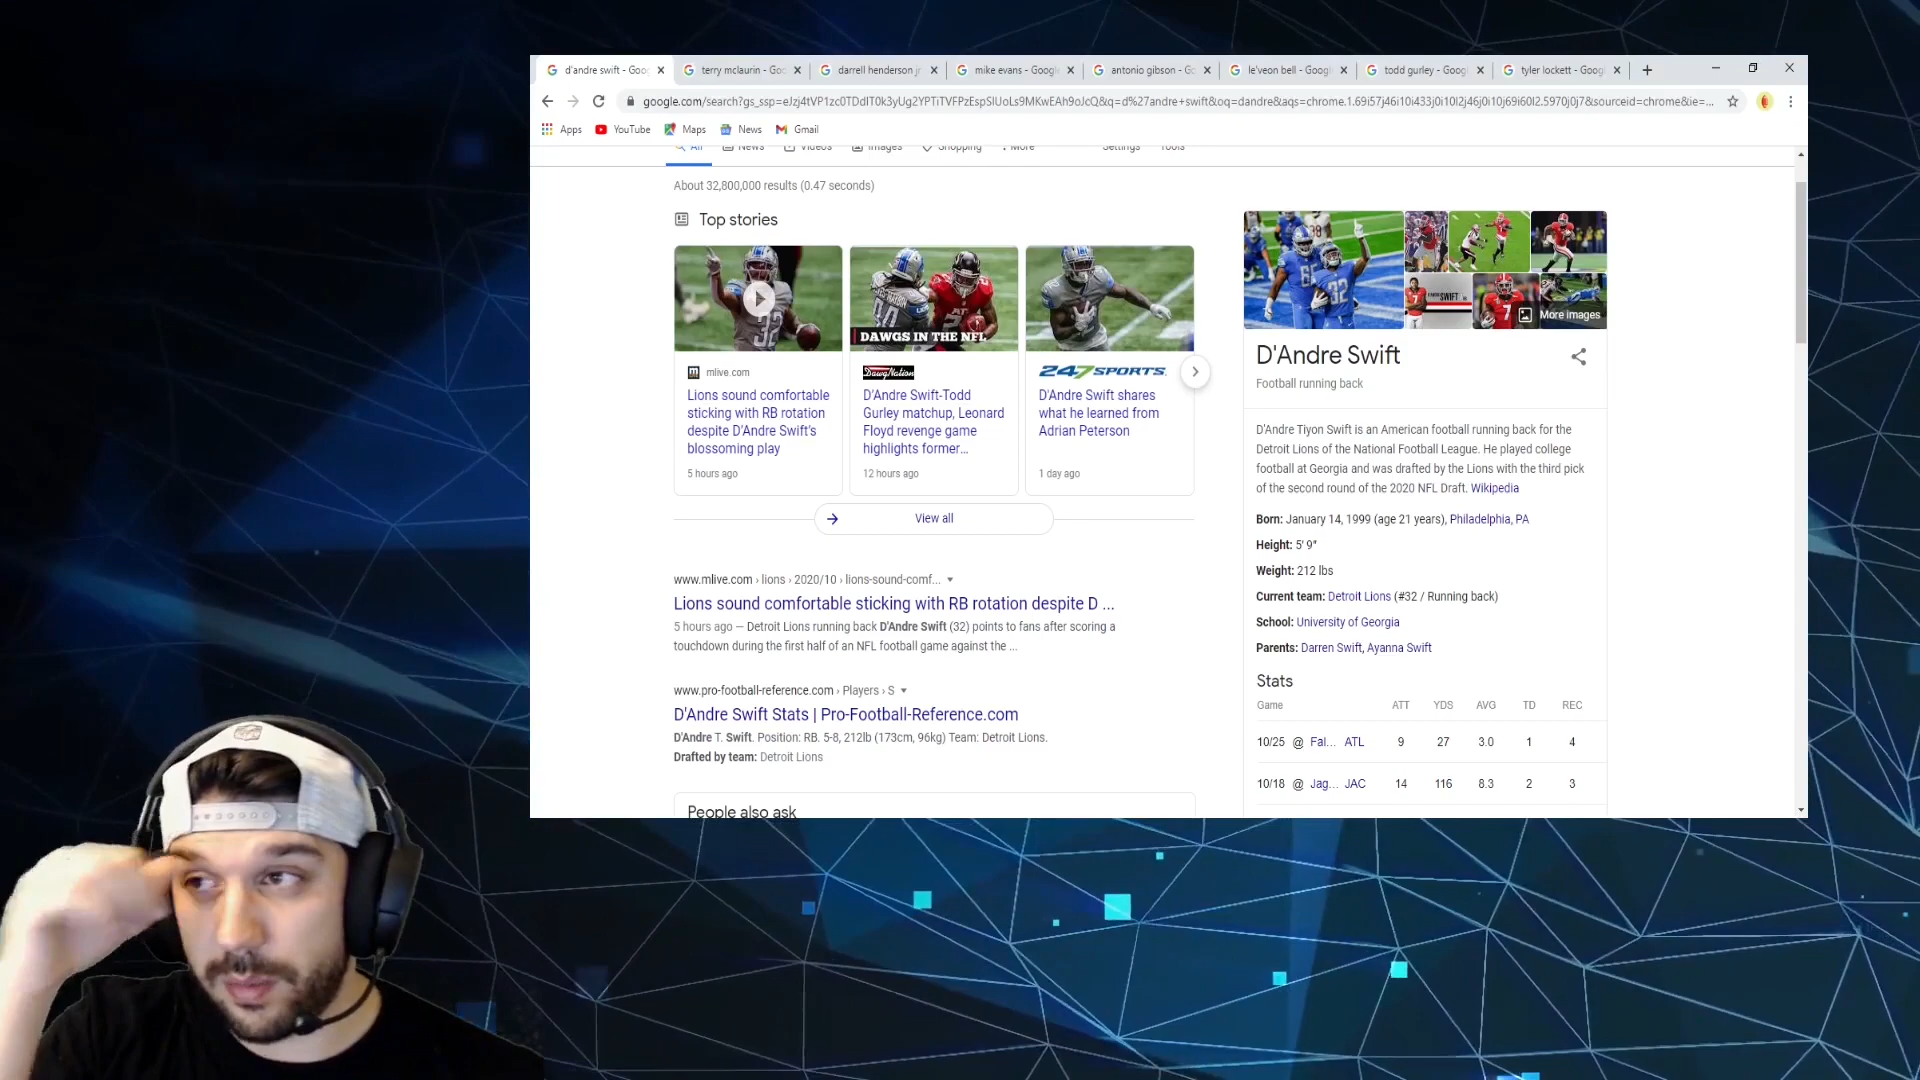 d'andre swift - Goo
terry mclaurin - Go
darrell henderson jr
mike evans - Google
antonio gibson - Go
le'veon bell - Google
todd gurley - Google
tyler lockett - Google
google.com/search?gs_ssp=eJzj4tVP1zc0TDdIT0k3yUg2YPTiTVFPzEspSlUoLs9MKwEAh9oJcQ&q=d%27andre+swift&oq=dandre&aqs=chrome.1.69i57j46i10i433j0i10l2j46j0i10j69i60l2.5970j0j7&sourceid=chrome&ie=...
Apps YouTube Maps News Gmail
All News Videos Images Shopping More Settings Tools
About 32,800,000 results (0.47 seconds)
Top stories
DAWGS IN THE NFL
mlive.com
Lions sound comfortable
sticking with RB rotation
despite D'Andre Swift's
blossoming play
5 hours ago
DawgNation
D'Andre Swift-Todd
Gurley matchup, Leonard
Floyd revenge game
highlights former...
12 hours ago
247SPORTS
D'Andre Swift shares
what he learned from
Adrian Peterson
1 day ago
View all
www.mlive.com › lions › 2020/10 › lions-sound-comf...
Lions sound comfortable sticking with RB rotation despite D ...
5 hours ago — Detroit Lions running back D'Andre Swift (32) points to fans after scoring a
touchdown during the first half of an NFL football game against the ...
www.pro-football-reference.com › Players › S
D'Andre Swift Stats | Pro-Football-Reference.com
D'Andre T. Swift. Position: RB. 5-8, 212lb (173cm, 96kg) Team: Detroit Lions.
Drafted by team: Detroit Lions
People also ask
More images
D'Andre Swift
Football running back
D'Andre Tiyon Swift is an American football running back for the
Detroit Lions of the National Football League. He played college
football at Georgia and was drafted by the Lions with the third pick
of the second round of the 2020 NFL Draft. Wikipedia
Born: January 14, 1999 (age 21 years), Philadelphia, PA
Height: 5′ 9″
Weight: 212 lbs
Current team: Detroit Lions (#32 / Running back)
School: University of Georgia
Parents: Darren Swift, Ayanna Swift
Stats
Game ATT YDS AVG TD REC
10/25 @ Fal... ATL 9 27 3.0 1 4
10/18 @ Jag... JAC 14 116 8.3 2 3